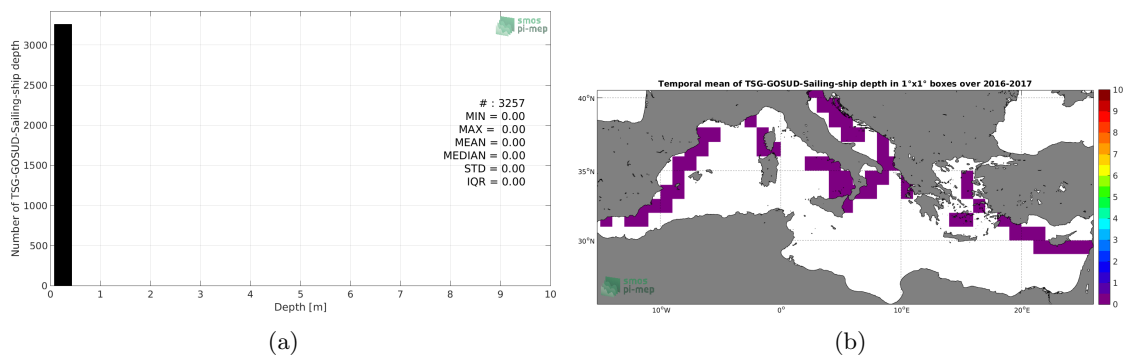 smos
pi-mep
Number of TSG-GOSUD-Sailing-ship depth
3000
2500
2000
1500
1000
500
0
# : 3257
MIN = 0.00
MAX = 0.00
MEAN = 0.00
MEDIAN = 0.00
STD = 0.00
IQR = 0.00
0 1 2 3 4 5 6 7 8 9 10
Depth [m]
(a)
Temporal mean of TSG-GOSUD-Sailing-ship depth in 1°x1° boxes over 2016-2017
40°N
35°N
30°N
10°W 0° 10°E 20°E
smos
pi-mep
10
9
8
7
6
5
4
3
2
1
0
(b)